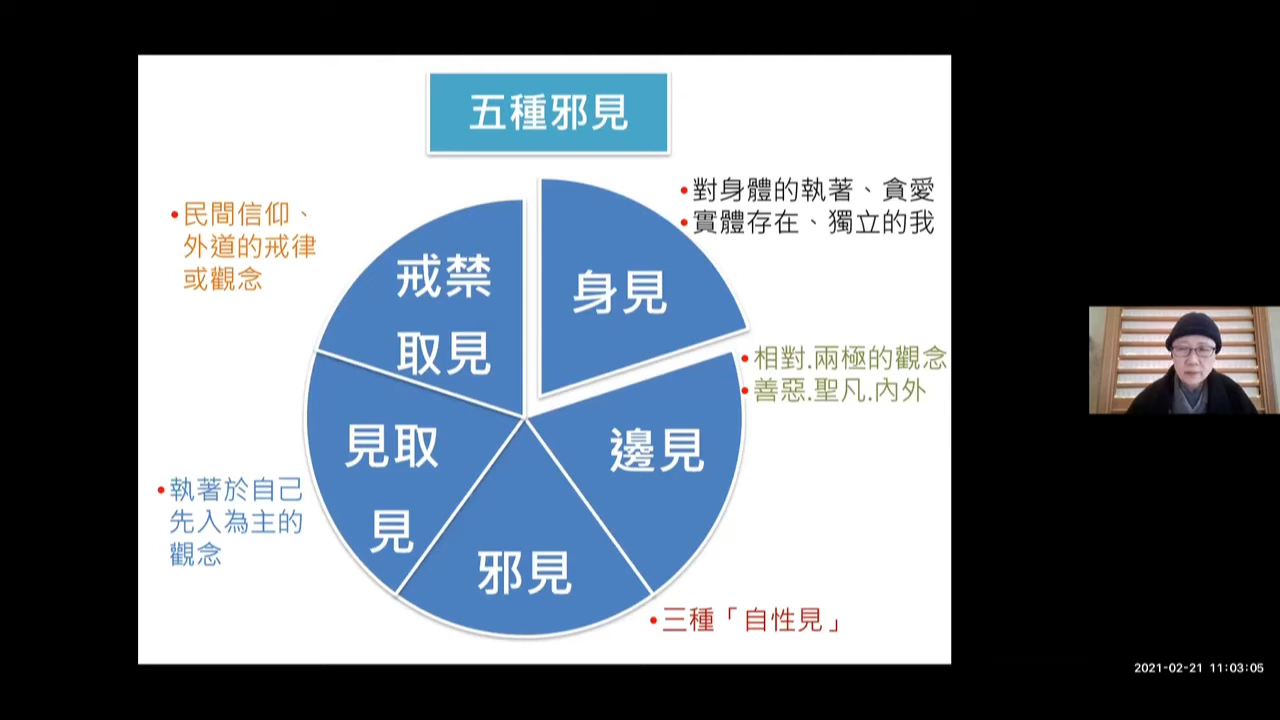 五種邪見
• 對身體的執著、貪愛
• 實體存在、獨立的我
• 民間信仰、
外道的戒律
或觀念
戒禁
取見
身見
• 相對.兩極的觀念
• 善惡.聖凡.內外
見取
見
邊見
• 執著於自己
先入為主的
觀念
邪見
• 三種「自性見」
2021-02-21 11:03:05